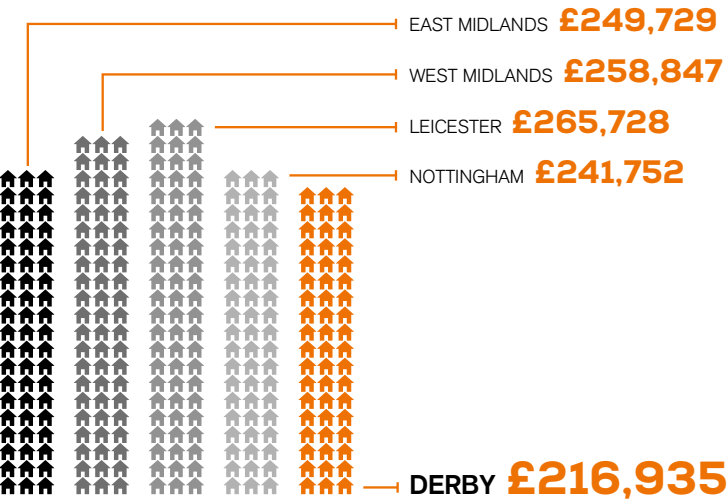 EAST MIDLANDS £249,729
WEST MIDLANDS £258,847
LEICESTER £265,728
NOTTINGHAM £241,752
DERBY £216,935